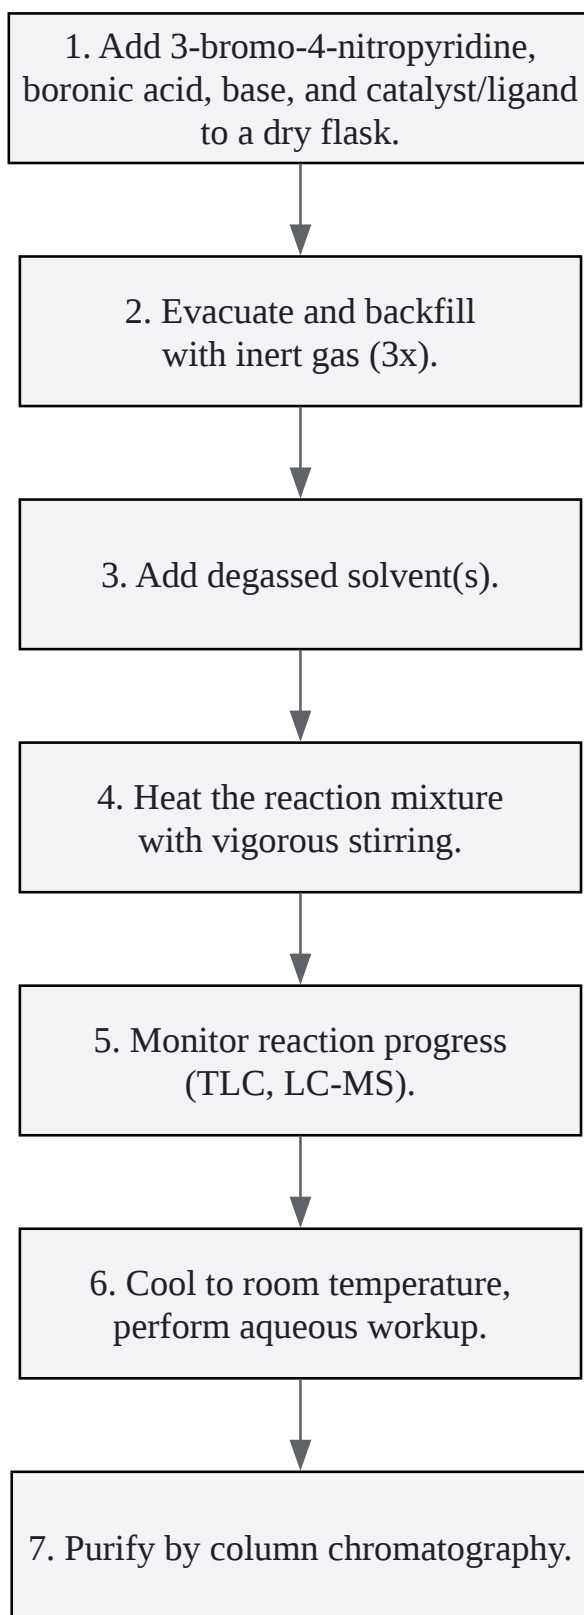 1. Add 3-bromo-4-nitropyridine,
boronic acid, base, and catalyst/ligand
to a dry flask.
2. Evacuate and backfill
with inert gas (3x).
3. Add degassed solvent(s).
4. Heat the reaction mixture
with vigorous stirring.
5. Monitor reaction progress
(TLC, LC-MS).
6. Cool to room temperature,
perform aqueous workup.
7. Purify by column chromatography.